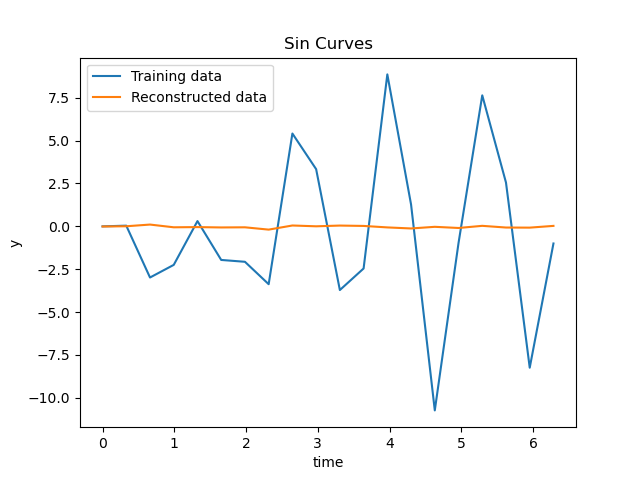 Sin Curves
Training data
Reconstructed data
y
7.5
5.0
2.5
0.0
−2.5
−5.0
−7.5
−10.0
0 1 2 3 4 5 6
time